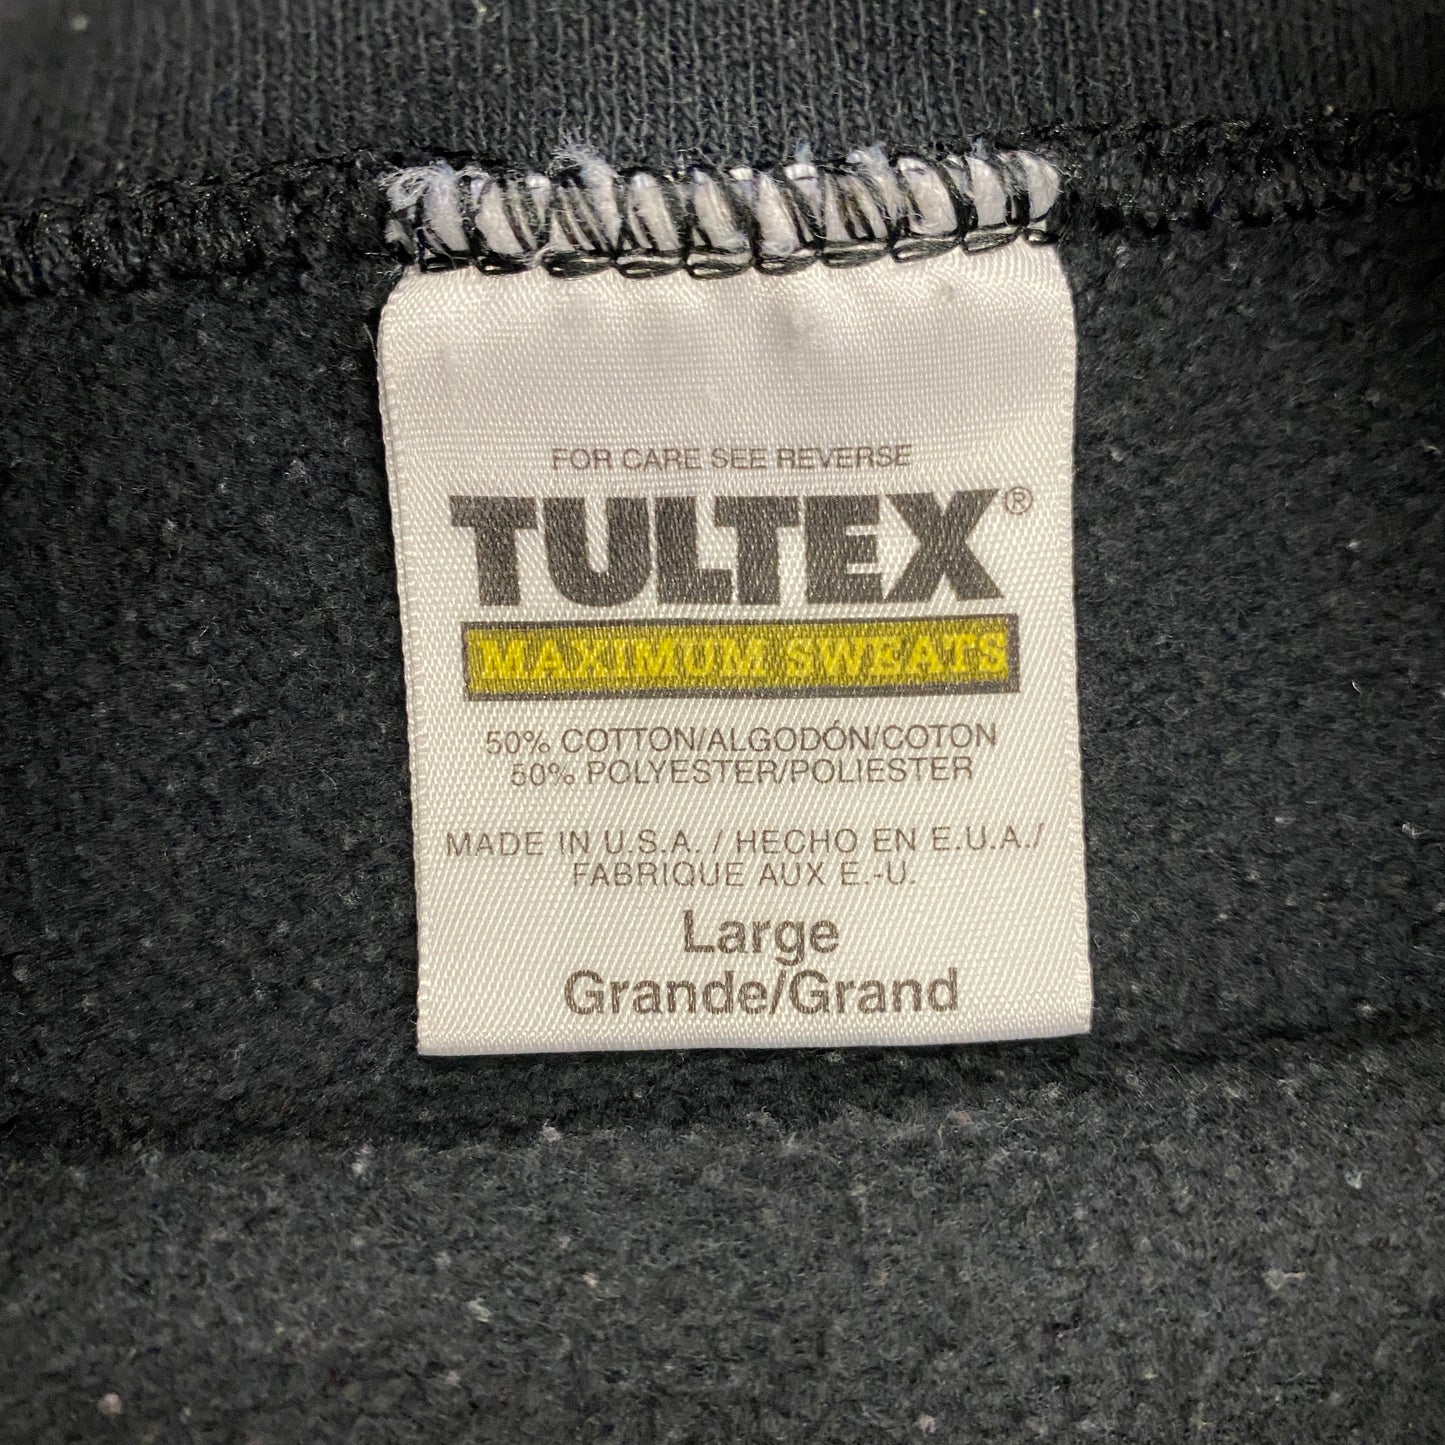 FOR CARE SEE REVERSE
TULTEX®
MAXIMUM SWEATS
50% COTTON/ALGODÓN/COTON
50% POLYESTER/POLIESTER
MADE IN U.S.A. / HECHO EN E.U.A./
FABRIQUE AUX E.-U.
Large
Grande/Grand